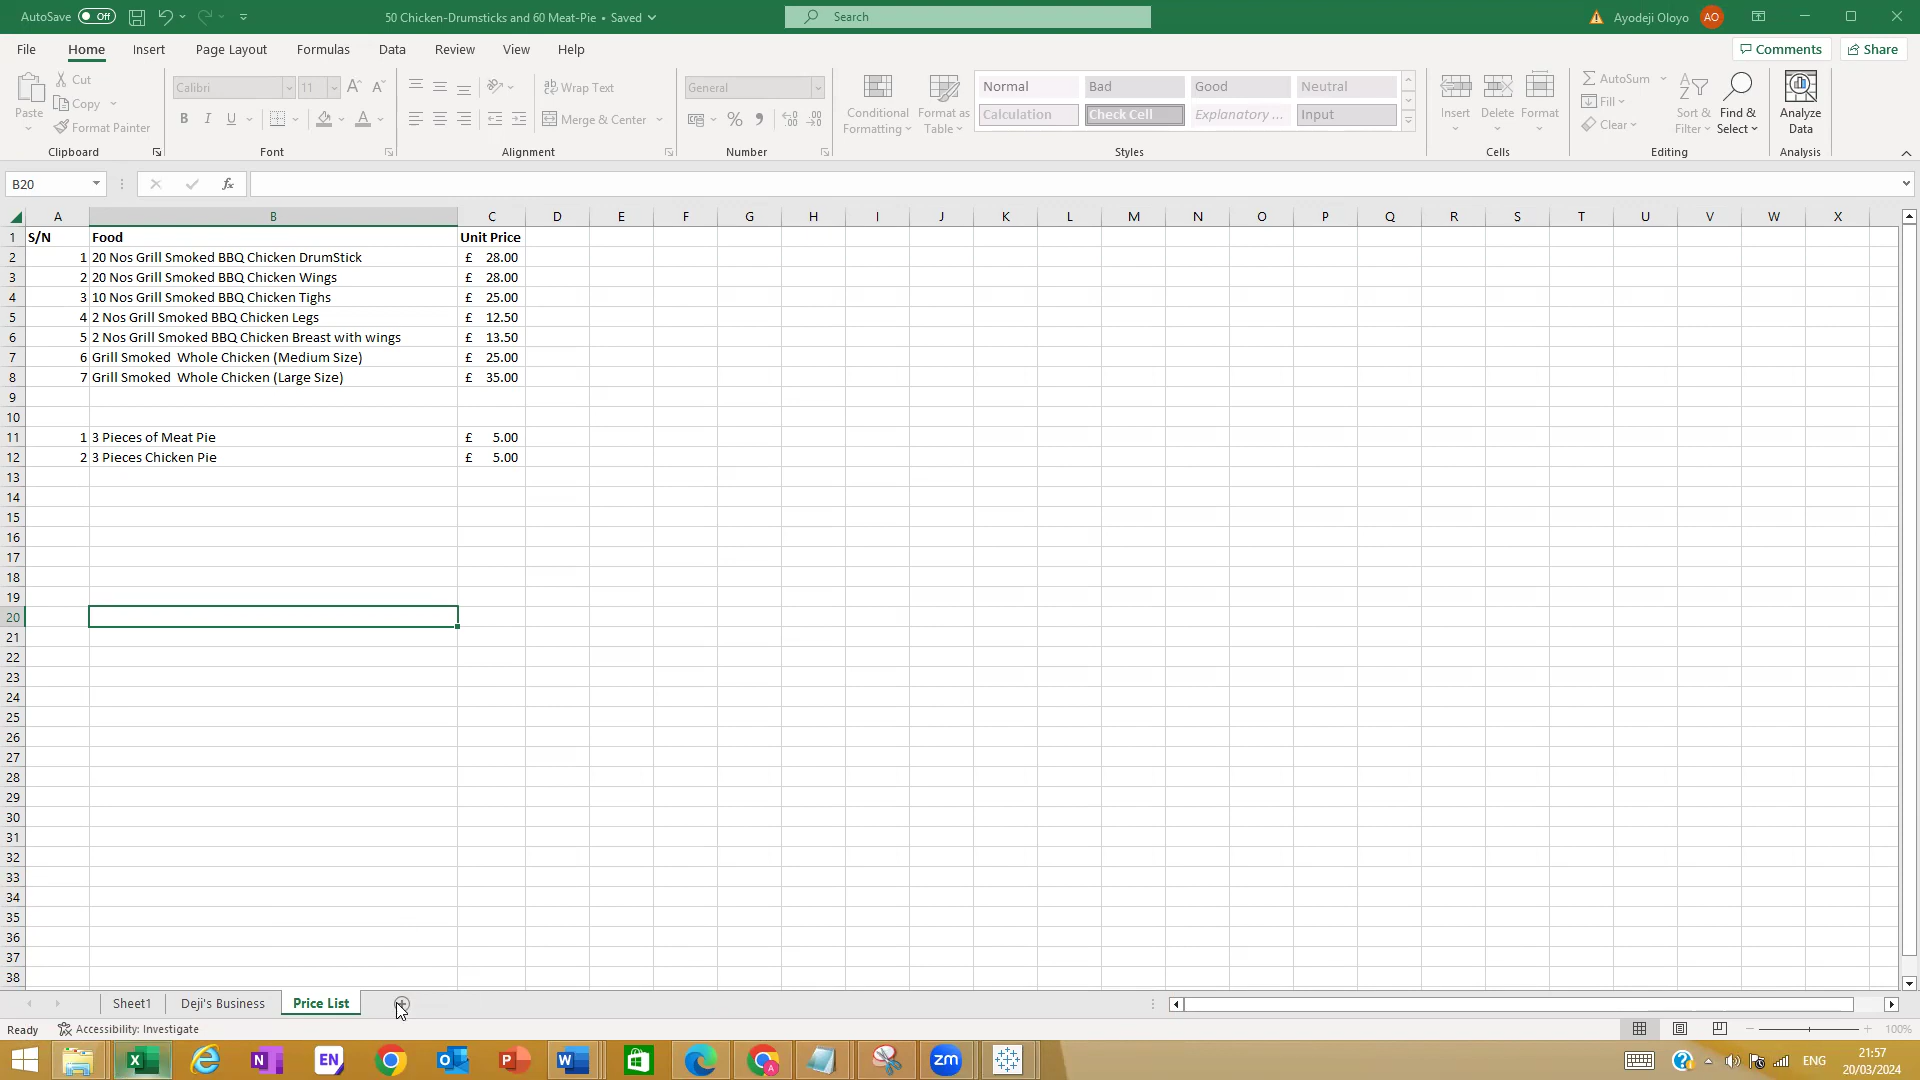 AutoSave Off 50 Chicken-Drumsticks and 60 Meat-Pie • Saved Search Ayodeji Oloyo AO
File Home Insert Page Layout Formulas Data Review View Help Comments Share
Paste Cut Copy Format Painter
Calibri 11
B I U A
Wrap Text
Merge & Center
General
% 9
Conditional Formatting
Format as Table
Normal Bad Good Neutral
Calculation Check Cell Explanatory ... Input
Insert Delete Format
AutoSum Fill Clear
Sort & Filter
Find & Select
Analyze Data
Clipboard Font Alignment Number Styles Cells Editing Analysis
B20 fx
A B C D E F G H I J K L M N O P Q R S T U V W X
1 S/N Food Unit Price
2 1 20 Nos Grill Smoked BBQ Chicken DrumStick £ 28.00
3 2 20 Nos Grill Smoked BBQ Chicken Wings £ 28.00
4 3 10 Nos Grill Smoked BBQ Chicken Tighs £ 25.00
5 4 2 Nos Grill Smoked BBQ Chicken Legs £ 12.50
6 5 2 Nos Grill Smoked BBQ Chicken Breast with wings £ 13.50
7 6 Grill Smoked Whole Chicken (Medium Size) £ 25.00
8 7 Grill Smoked Whole Chicken (Large Size) £ 35.00
9
10
11 1 3 Pieces of Meat Pie £ 5.00
12 2 3 Pieces Chicken Pie £ 5.00
13
14
15
16
17
18
19
20
21
22
23
24
25
26
27
28
29
30
31
32
33
34
35
36
37
38
Sheet1 Deji's Business Price List
Ready Accessibility: Investigate 100%
EN zm ENG 21:57
20/03/2024